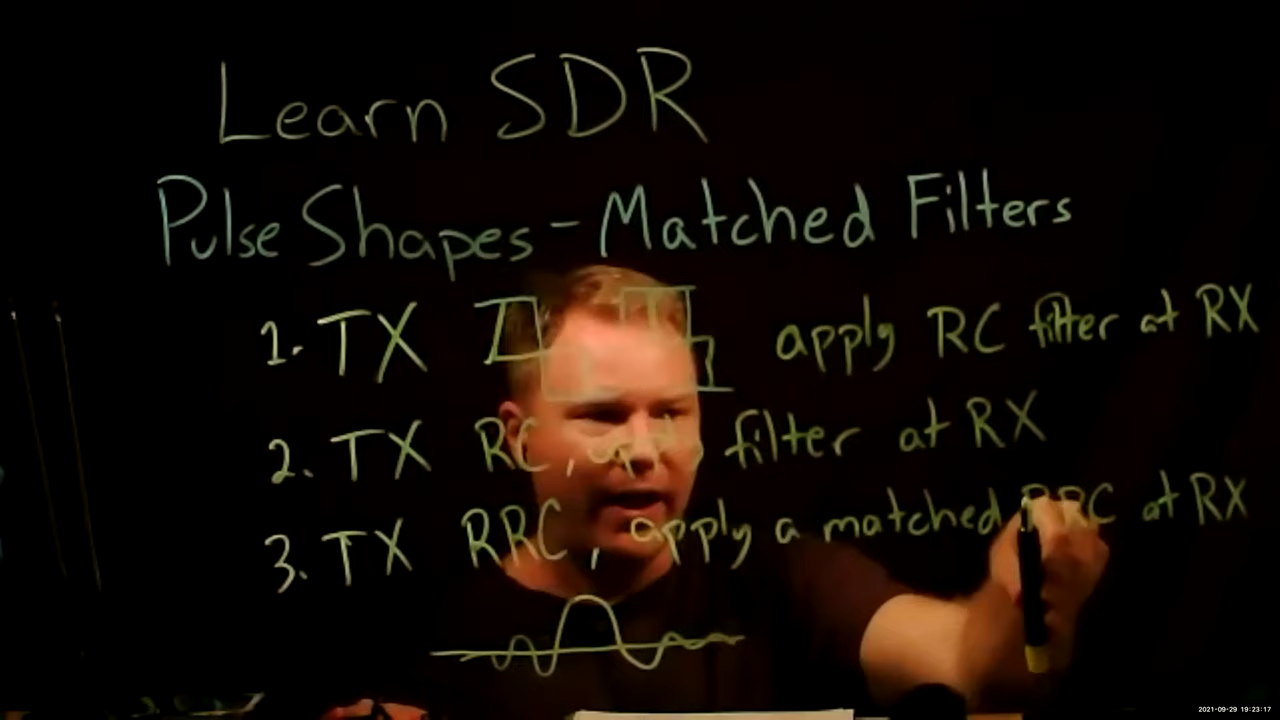 Learn SDR
Pulse Shapes - Matched Filters
1. TX apply RC filter at RX
2. TX RC, filter at RX
3. TX RRC, apply a matched RRC at RX
2021-09-29 19:23:17